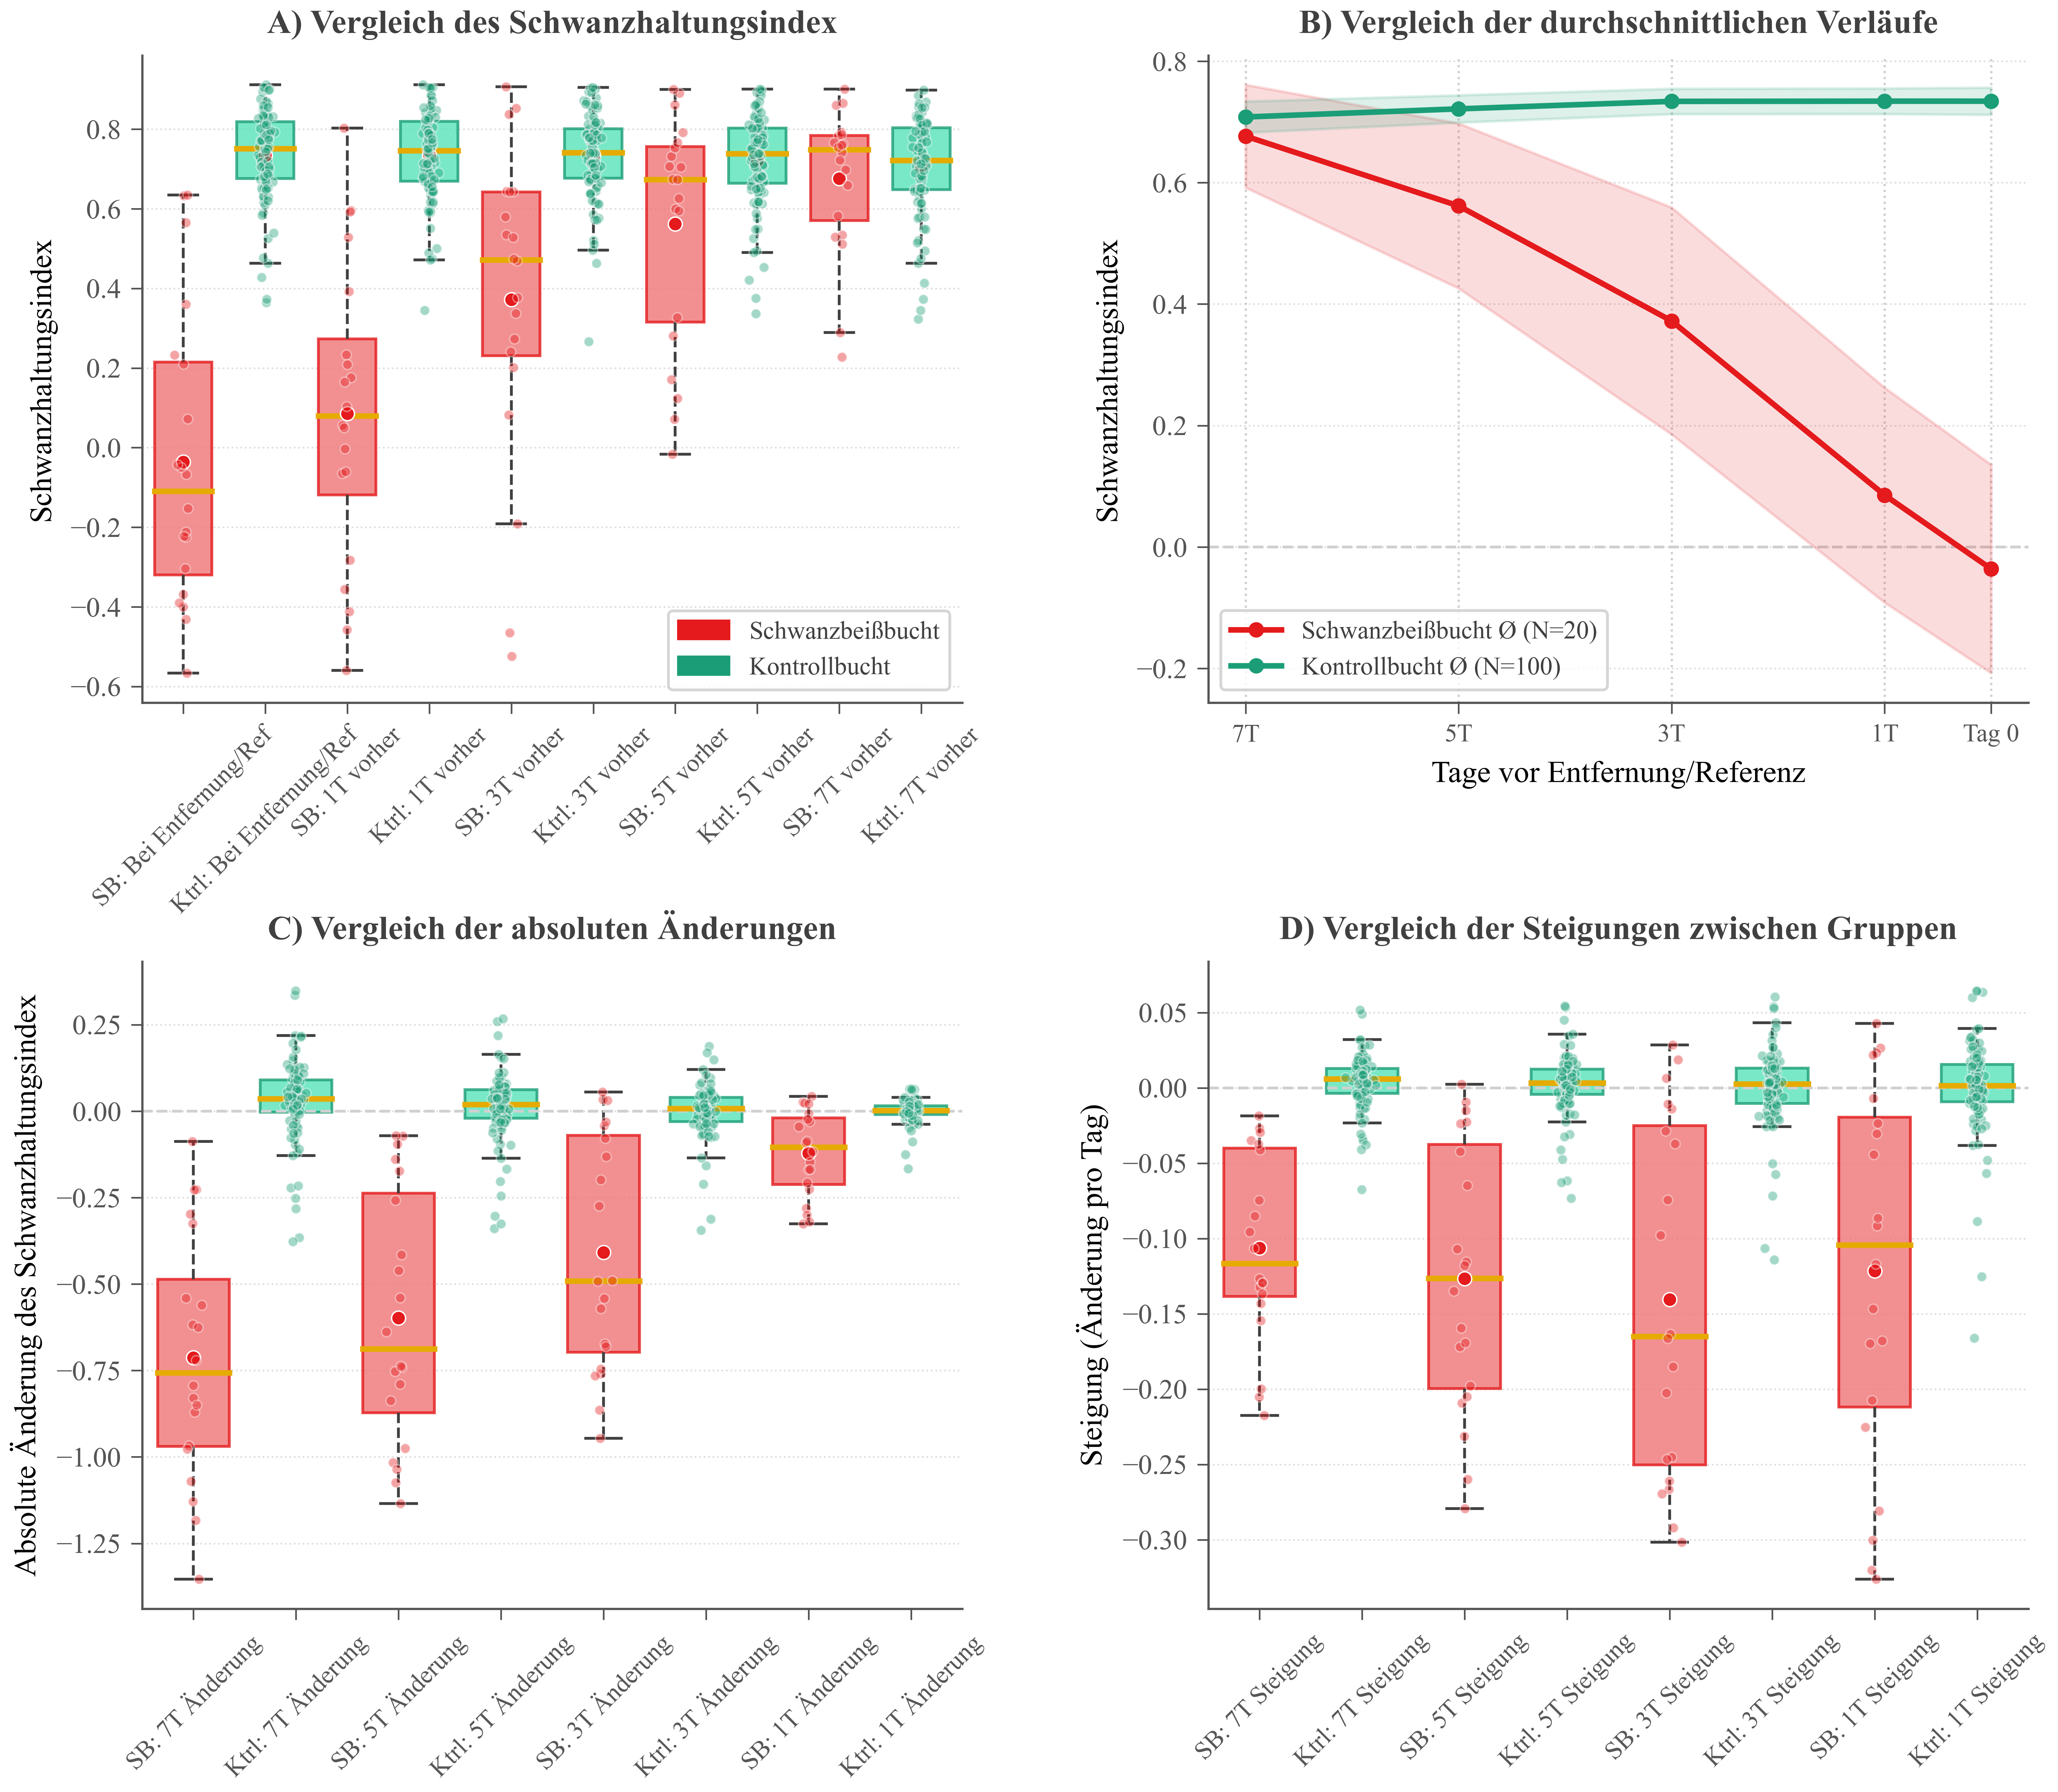 A) Vergleich des Schwanzhaltungsindex
Schwanzhaltungsindex
0.8
0.6
0.4
0.2
0.0
−0.2
−0.4
−0.6
Schwanzbeißbucht
Kontrollbucht
SB: Bei Entfernung/Ref
Ktrl: Bei Entfernung/Ref
SB: 1T vorher
Ktrl: 1T vorher
SB: 3T vorher
Ktrl: 3T vorher
SB: 5T vorher
Ktrl: 5T vorher
SB: 7T vorher
Ktrl: 7T vorher
B) Vergleich der durchschnittlichen Verläufe
Schwanzhaltungsindex
0.8
0.6
0.4
0.2
0.0
−0.2
Schwanzbeißbucht Ø (N=20)
Kontrollbucht Ø (N=100)
7T
5T
3T
1T
Tag 0
Tage vor Entfernung/Referenz
C) Vergleich der absoluten Änderungen
Absolute Änderung des Schwanzhaltungsindex
0.25
0.00
−0.25
−0.50
−0.75
−1.00
−1.25
SB: 7T Änderung
Ktrl: 7T Änderung
SB: 5T Änderung
Ktrl: 5T Änderung
SB: 3T Änderung
Ktrl: 3T Änderung
SB: 1T Änderung
Ktrl: 1T Änderung
D) Vergleich der Steigungen zwischen Gruppen
Steigung (Änderung pro Tag)
0.05
0.00
−0.05
−0.10
−0.15
−0.20
−0.25
−0.30
SB: 7T Steigung
Ktrl: 7T Steigung
SB: 5T Steigung
Ktrl: 5T Steigung
SB: 3T Steigung
Ktrl: 3T Steigung
SB: 1T Steigung
Ktrl: 1T Steigung